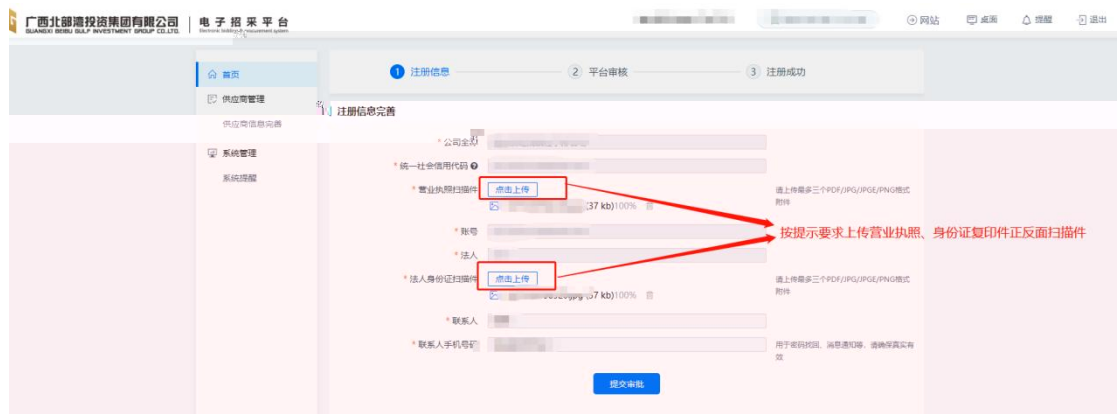 广西北部湾投资集团有限公司
GUANGXI BEIBU GULF INVESTMENT GROUP CO.,LTD.
电子招采平台
Electronic bidding & procurement system
网站 桌面 提醒 退出
首页
供应商管理
供应商信息完善
系统管理
系统提醒
1 注册信息 2 平台审核 3 注册成功
注册信息完善
* 公司全
* 统一社会信用代码
* 营业执照扫描件 点击上传
(37 kb)100%
请上传最多三个PDF/JPG/JPGE/PNG格式
附件
* 账号
按提示要求上传营业执照、身份证复印件正反面扫描件
* 法人
* 法人身份证扫描件 点击上传
kb)100%
请上传最多三个PDF/JPG/JPGE/PNG格式
附件
* 联系人
* 联系人手机号码
用于密码找回、消息通知等，请确保真实有
效
提交审批